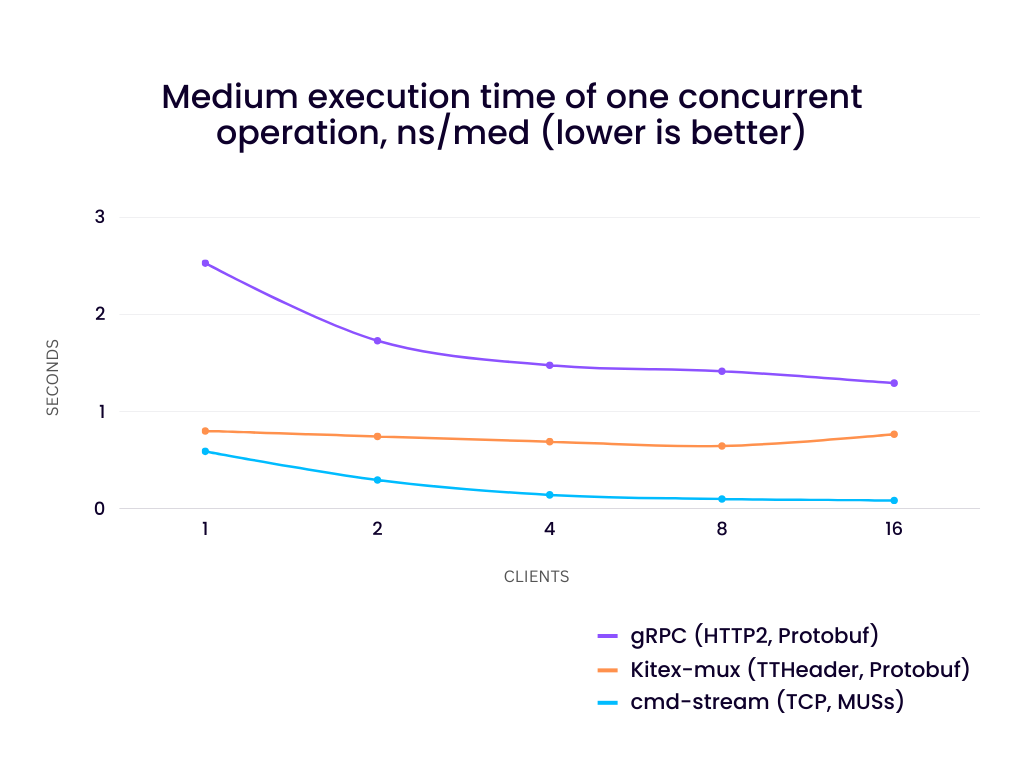 Medium execution time of one concurrent
operation, ns/med (lower is better)
3
2
1
0
SECONDS
1 2 4 8 16
CLIENTS
gRPC (HTTP2, Protobuf)
Kitex-mux (TTHeader, Protobuf)
cmd-stream (TCP, MUSs)